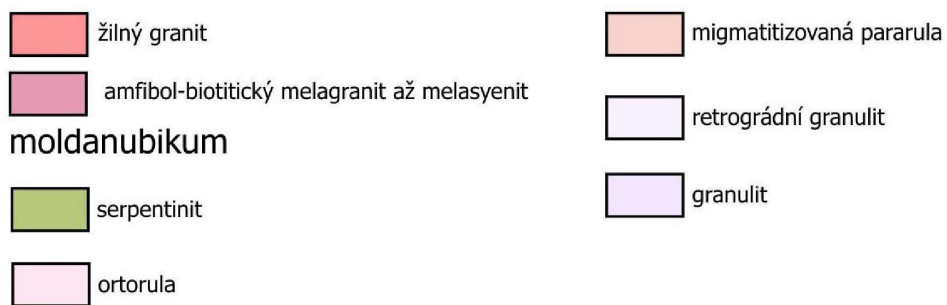 žilný granit
amfibol-biotitický melagranit až melasyenit
moldanubikum
serpentinit
ortorula
migmatitizovaná pararula
retrográdní granulit
granulit